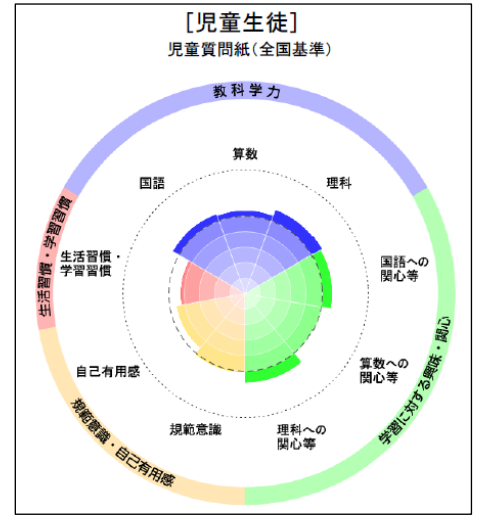 [児童生徒]
児童質問紙(全国基準)
教科学力
算数
国語
理科
生活習慣・学習習慣
生活習慣・
学習習慣
国語への
関心等
自己有用感
算数への
関心等
学習に対する興味・関心
規範意識
理科への
関心等
規範意識・自己有用感